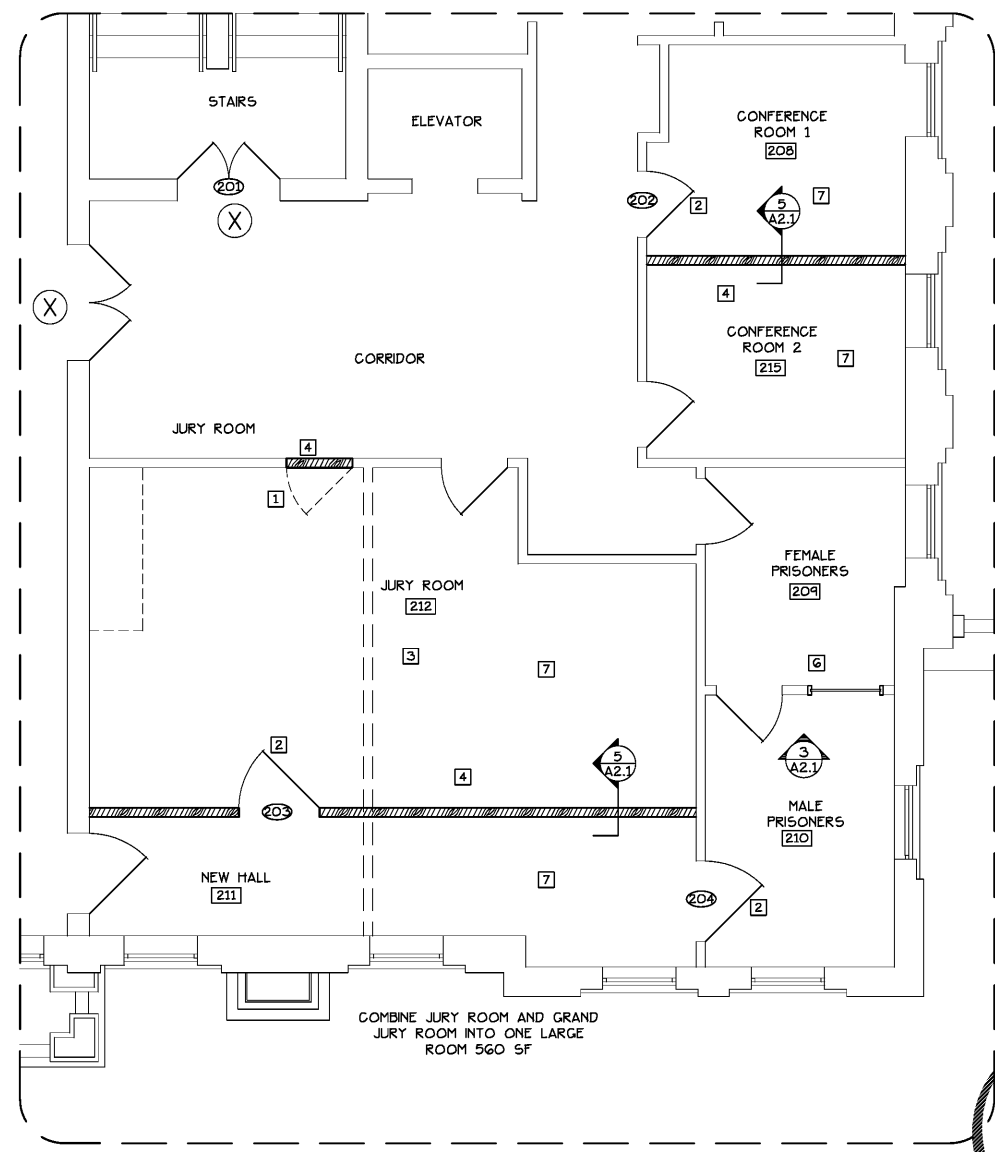 STAIRS
ELEVATOR
CONFERENCE
ROOM 1
208
201
X
202
2
7
5
A2.1
X
4
CONFERENCE
ROOM 2
215
7
CORRIDOR
JURY ROOM
4
1
FEMALE
PRISONERS
209
JURY ROOM
212
3
7
6
2
5
A2.1
3
A2.1
4
203
MALE
PRISONERS
210
NEW HALL
211
7
204
2
COMBINE JURY ROOM AND GRAND
JURY ROOM INTO ONE LARGE
ROOM 560 SF